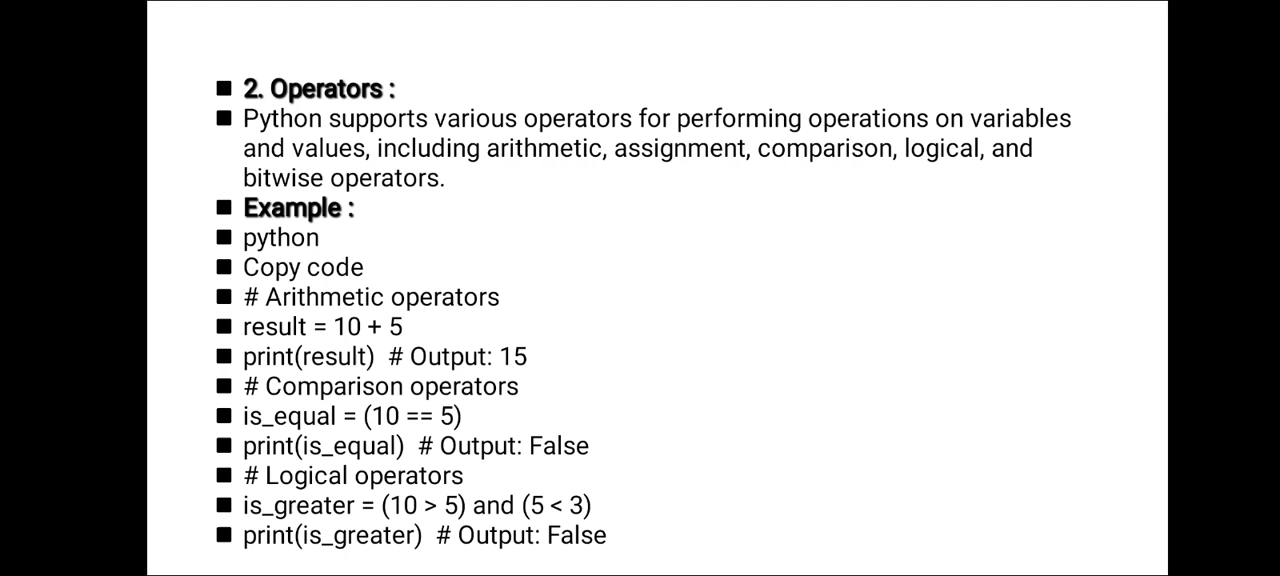 ■ 2. Operators :
■ Python supports various operators for performing operations on variables
and values, including arithmetic, assignment, comparison, logical, and
bitwise operators.
■ Example :
■ python
■ Copy code
■ # Arithmetic operators
■ result = 10 + 5
■ print(result)  # Output: 15
■ # Comparison operators
■ is_equal = (10 == 5)
■ print(is_equal)  # Output: False
■ # Logical operators
■ is_greater = (10 > 5) and (5 < 3)
■ print(is_greater)  # Output: False